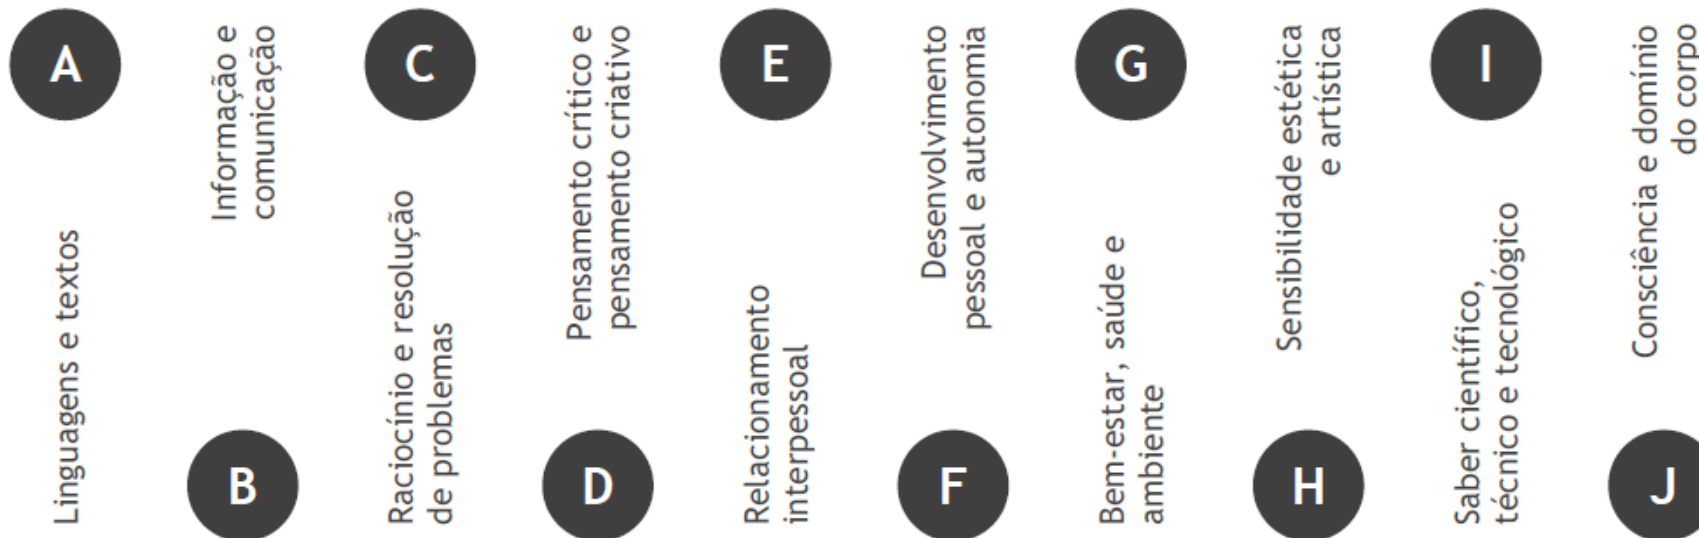 A
Linguagens e textos
B
Informação e
comunicação
C
Raciocínio e resolução
de problemas
D
Pensamento crítico e
pensamento criativo
E
Relacionamento
interpessoal
F
Desenvolvimento
pessoal e autonomia
G
Bem-estar, saúde e
ambiente
H
Sensibilidade estética
e artística
I
Saber científico,
técnico e tecnológico
J
Consciência e domínio
do corpo